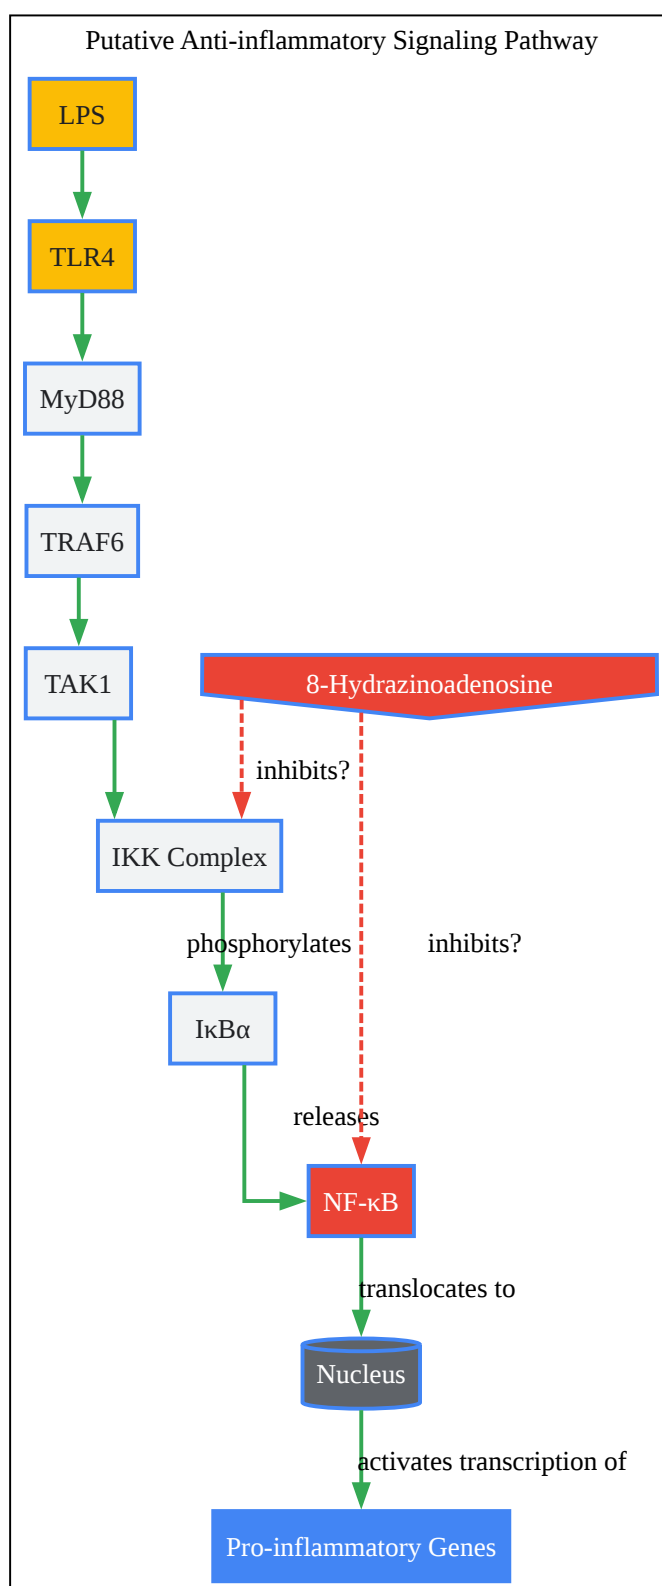 Putative Anti-inflammatory Signaling Pathway
LPS
TLR4
MyD88
TRAF6
TAK1
8-Hydrazinoadenosine
inhibits?
IKK Complex
phosphorylates
inhibits?
IκBα
releases
NF-κB
translocates to
Nucleus
activates transcription of
Pro-inflammatory Genes